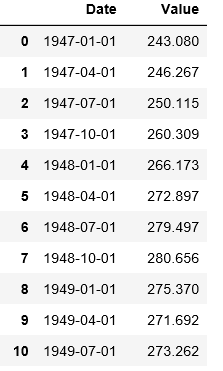 Date Value
0 1947-01-01 243.080
1 1947-04-01 246.267
2 1947-07-01 250.115
3 1947-10-01 260.309
4 1948-01-01 266.173
5 1948-04-01 272.897
6 1948-07-01 279.497
7 1948-10-01 280.656
8 1949-01-01 275.370
9 1949-04-01 271.692
10 1949-07-01 273.262